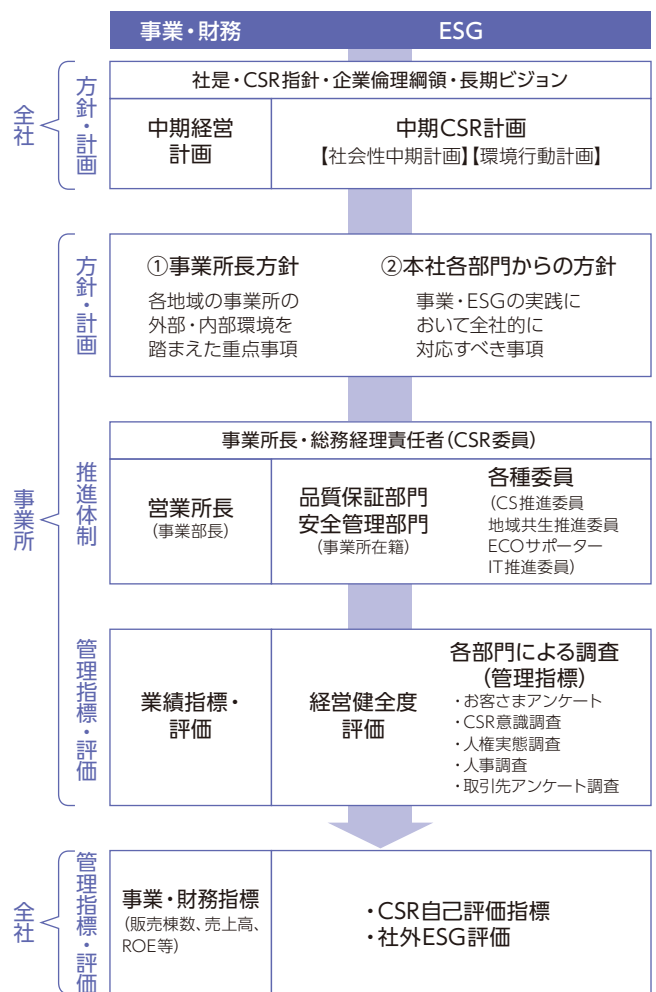 事業・財務
ESG
全社
方針・計画
社是・CSR指針・企業倫理綱領・長期ビジョン
中期経営
計画
中期CSR計画
【社会性中期計画】【環境行動計画】
事業所
方針・計画
①事業所長方針
各地域の事業所の
外部・内部環境を
踏まえた重点事項
②本社各部門からの方針
事業・ESGの実践に
おいて全社的に
対応すべき事項
推進体制
事業所長・総務経理責任者(CSR委員)
営業所長
(事業部長)
品質保証部門
安全管理部門
(事業所在籍)
各種委員
(CS推進委員
地域共生推進委員
ECOサポーター
IT推進委員)
管理指標・評価
業績指標・
評価
経営健全度
評価
各部門による調査
(管理指標)
・お客さまアンケート
・CSR意識調査
・人権実態調査
・人事調査
・取引先アンケート調査
全社
管理指標・評価
事業・財務指標
(販売棟数、売上高、
ROE等)
・CSR自己評価指標
・社外ESG評価